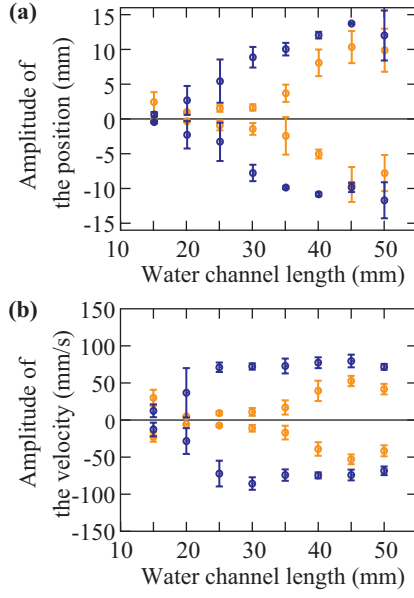 (a)
Amplitude of
the position (mm)
15
10
5
0
-5
-10
-15
10 20 30 40 50
Water channel length (mm)
(b)
Amplitude of
the velocity (mm/s)
150
100
50
0
-50
-100
-150
10 20 30 40 50
Water channel length (mm)